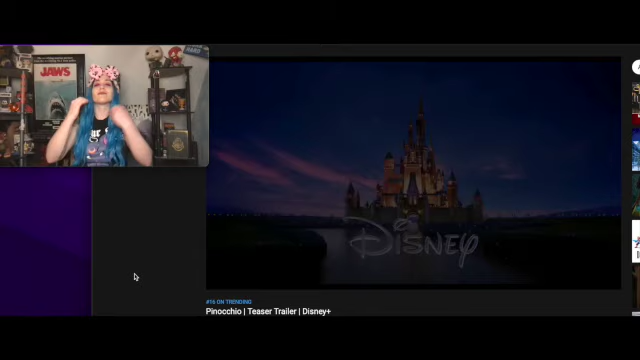 JAWS
DISNEY
#16 ON TRENDING
Pinocchio | Teaser Trailer | Disney+